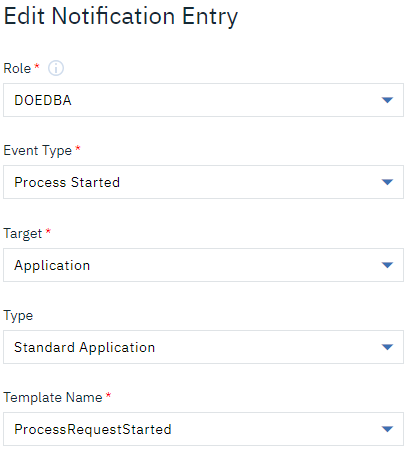 Edit Notification Entry
Role *
DOEDBA
Event Type *
Process Started
Target *
Application
Type
Standard Application
Template Name *
ProcessRequestStarted